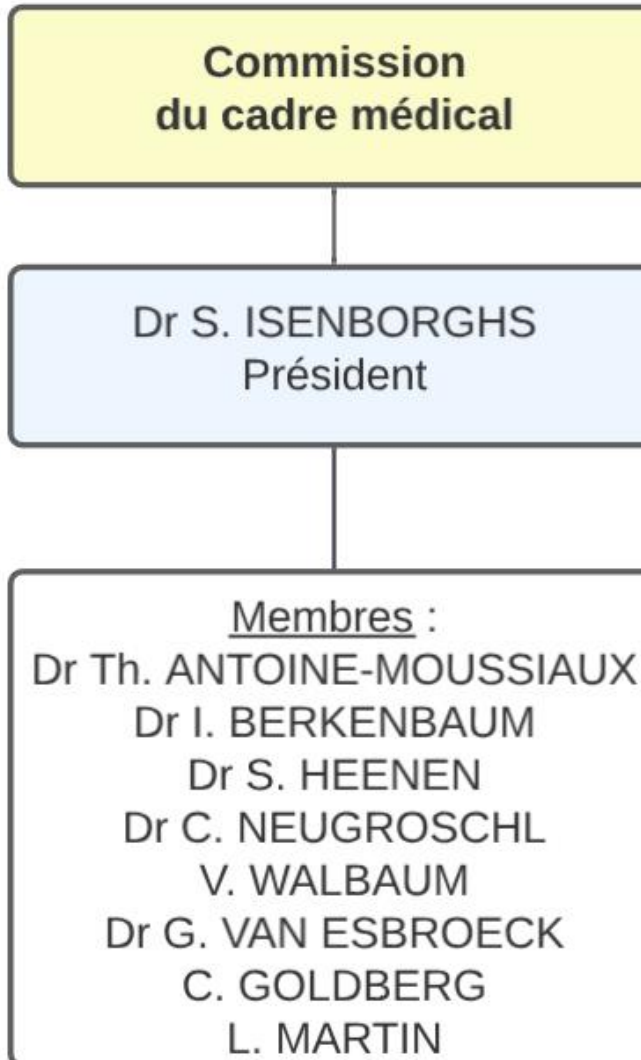 Commission
du cadre médical
Dr S. ISENBORGHS
Président
Membres :
Dr Th. ANTOINE-MOUSSIAUX
Dr I. BERKENBAUM
Dr S. HEENEN
Dr C. NEUGROSCHL
V. WALBAUM
Dr G. VAN ESBROECK
C. GOLDBERG
L. MARTIN